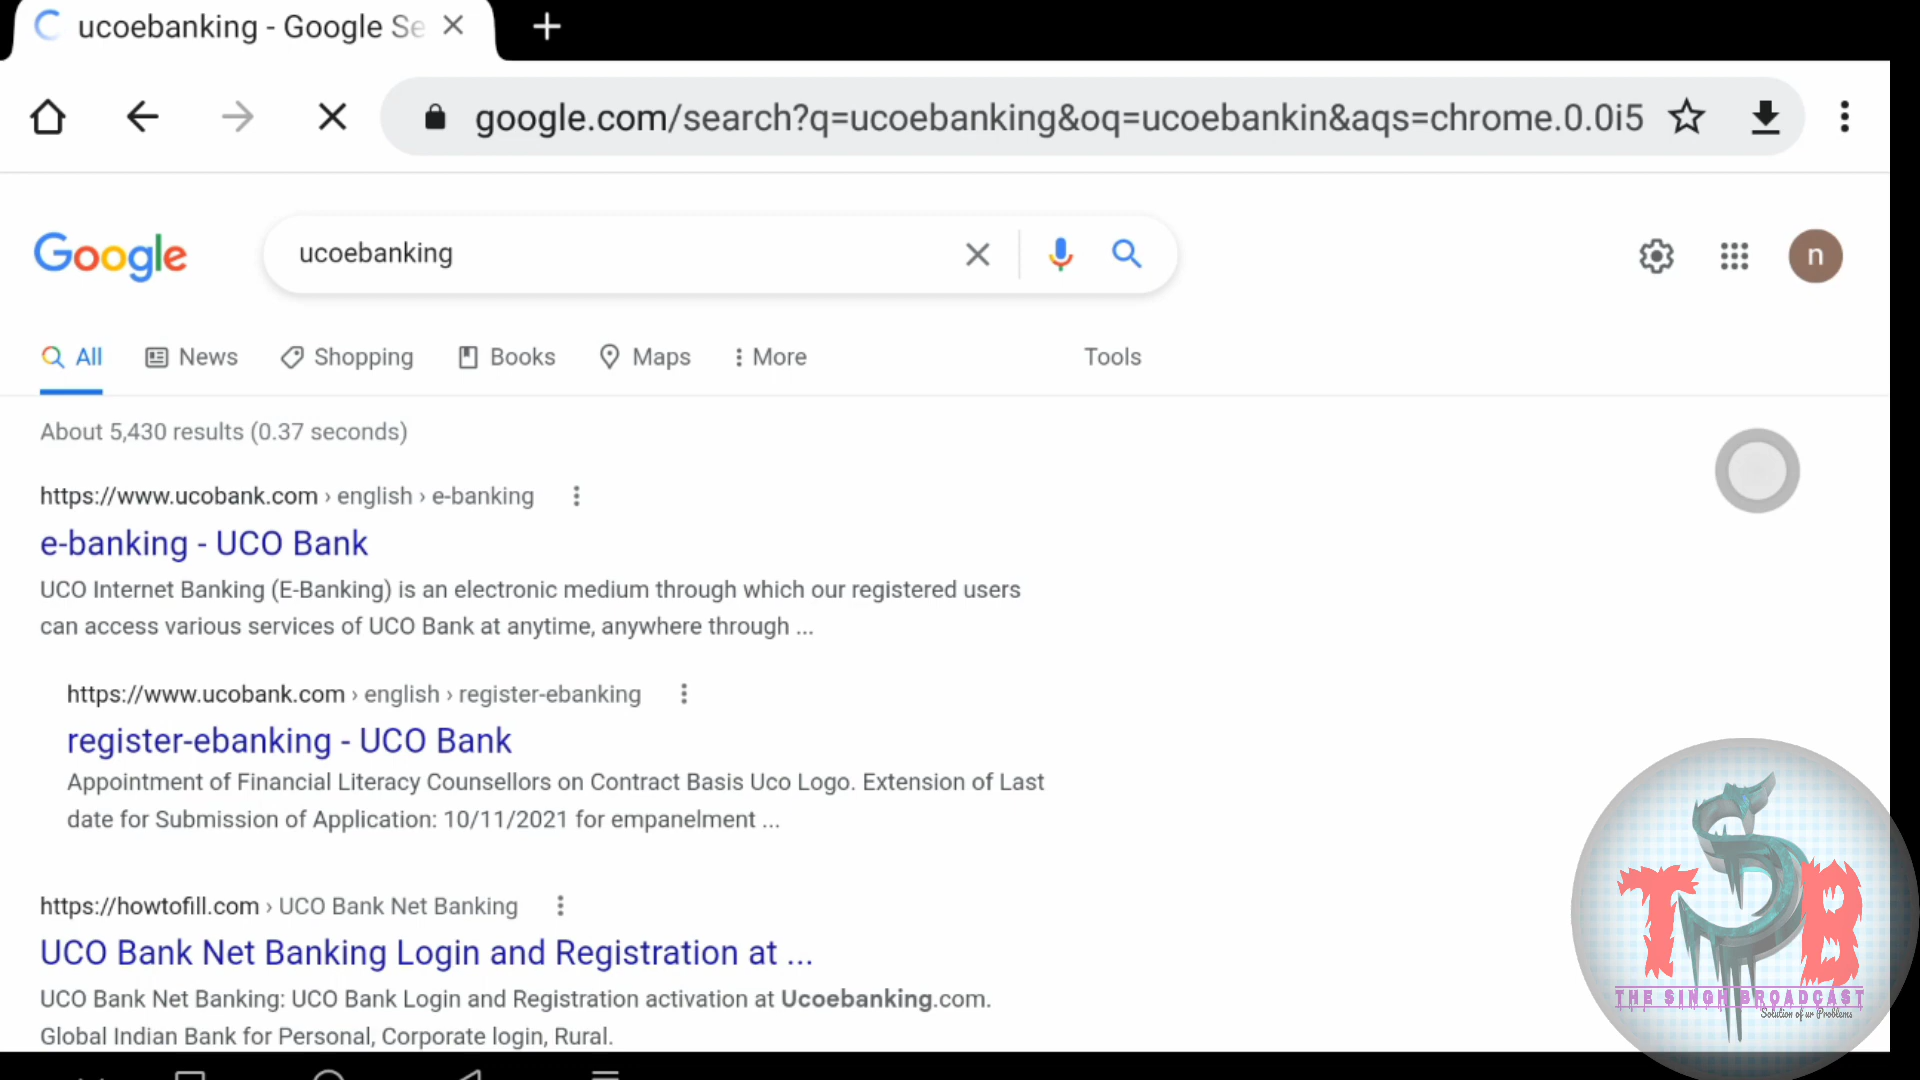 ucoebanking - Google Se
google.com/search?q=ucoebanking&oq=ucoebankin&aqs=chrome.0.0i5
Google
ucoebanking
n
All
News
Shopping
Books
Maps
More
Tools
About 5,430 results (0.37 seconds)
https://www.ucobank.com › english › e-banking
e-banking - UCO Bank
UCO Internet Banking (E-Banking) is an electronic medium through which our registered users
can access various services of UCO Bank at anytime, anywhere through ...
https://www.ucobank.com › english › register-ebanking
register-ebanking - UCO Bank
Appointment of Financial Literacy Counsellors on Contract Basis Uco Logo. Extension of Last
date for Submission of Application: 10/11/2021 for empanelment ...
https://howtofill.com › UCO Bank Net Banking
UCO Bank Net Banking Login and Registration at ...
UCO Bank Net Banking: UCO Bank Login and Registration activation at Ucoebanking.com.
Global Indian Bank for Personal, Corporate login, Rural.
TSB
THE SINGH BROADCAST
Solution of ur Problems